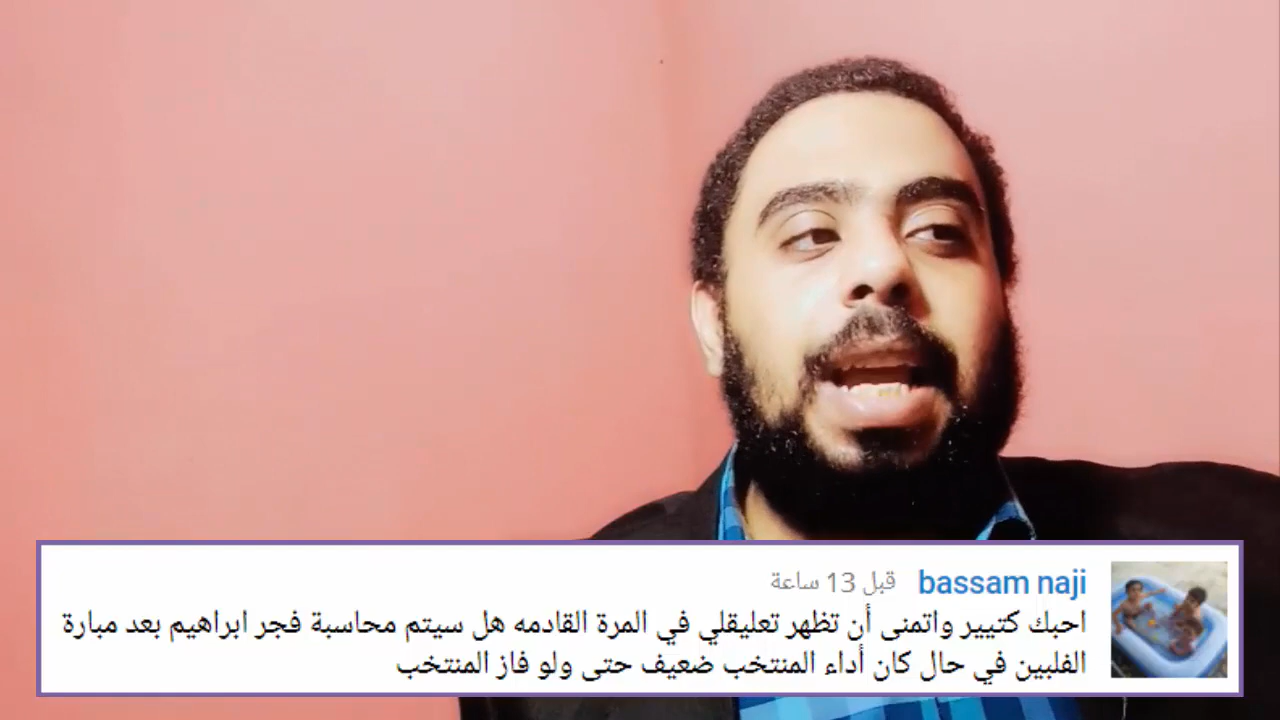 bassam naji قبل 13 ساعة
احبك كتيير واتمنى أن تظهر تعليقلي في المرة القادمه هل سيتم محاسبة فجر ابراهيم بعد مبارة
الفلبين في حال كان أداء المنتخب ضعيف حتى ولو فاز المنتخب